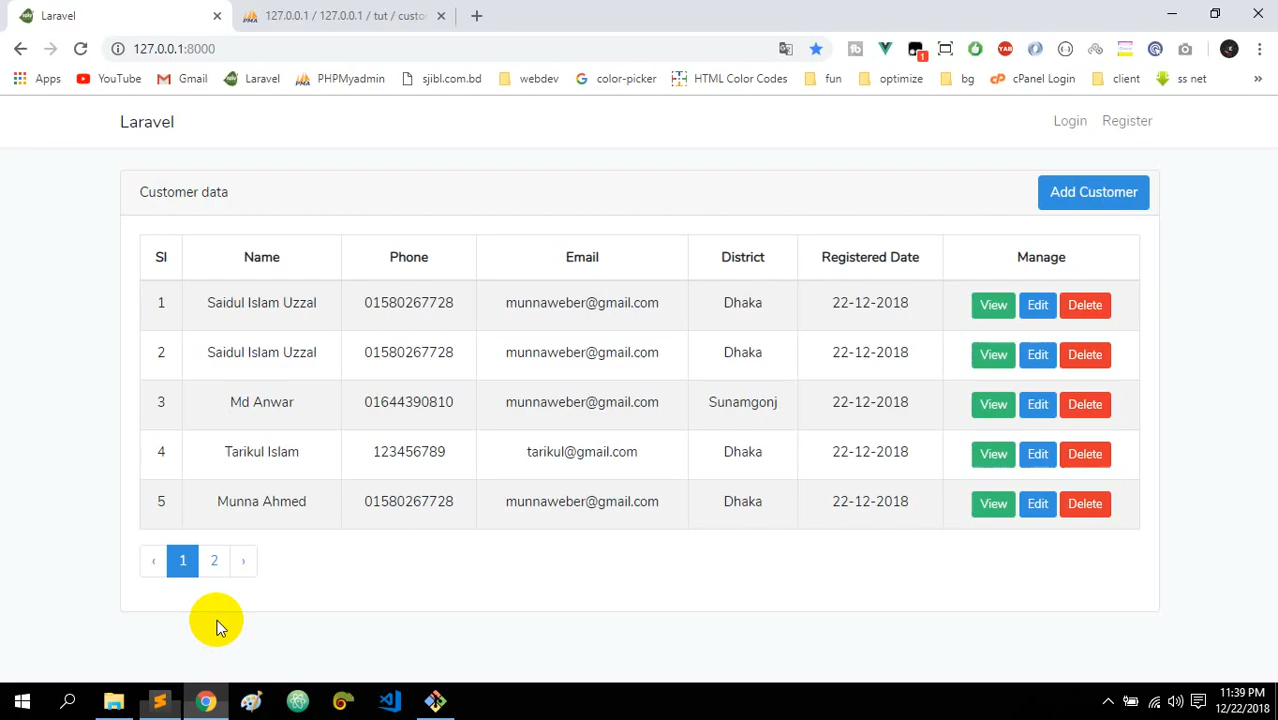 Laravel
127.0.0.1 / 127.0.0.1 / tut / custo
127.0.0.1:8000
Apps YouTube Gmail Laravel PHPMyadmin sjibl.com.bd webdev color-picker HTML Color Codes fun optimize bg cPanel Login client ss net »
Laravel Login Register
Customer data Add Customer
Sl Name Phone Email District Registered Date Manage
1 Saidul Islam Uzzal 01580267728 munnaweber@gmail.com Dhaka 22-12-2018 View Edit Delete
2 Saidul Islam Uzzal 01580267728 munnaweber@gmail.com Dhaka 22-12-2018 View Edit Delete
3 Md Anwar 01644390810 munnaweber@gmail.com Sunamgonj 22-12-2018 View Edit Delete
4 Tarikul Islam 123456789 tarikul@gmail.com Dhaka 22-12-2018 View Edit Delete
5 Munna Ahmed 01580267728 munnaweber@gmail.com Dhaka 22-12-2018 View Edit Delete
‹ 1 2 ›
11:39 PM
12/22/2018